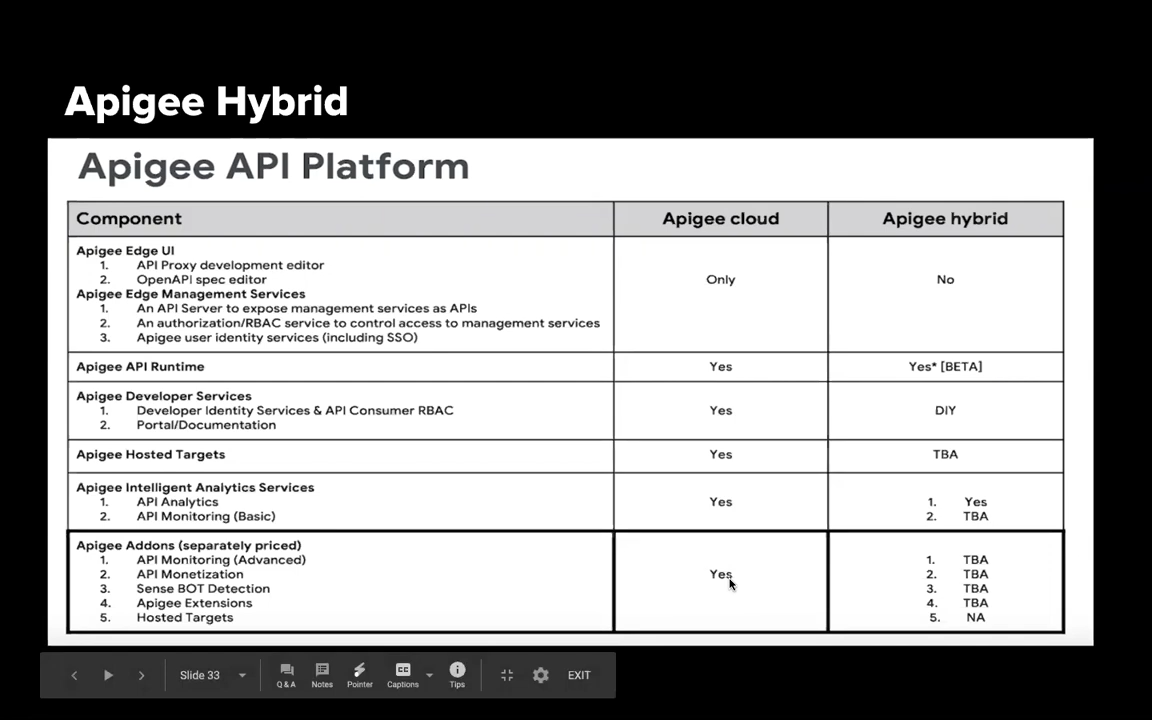 Apigee Hybrid
Apigee API Platform
Component Apigee cloud Apigee hybrid
Apigee Edge UI
1. API Proxy development editor
2. OpenAPI spec editor
Apigee Edge Management Services
1. An API Server to expose management services as APIs
2. An authorization/RBAC service to control access to management services
3. Apigee user identity services (including SSO)
Only
No
Apigee API Runtime Yes Yes* [BETA]
Apigee Developer Services
1. Developer Identity Services & API Consumer RBAC
2. Portal/Documentation
Yes
DIY
Apigee Hosted Targets Yes TBA
Apigee Intelligent Analytics Services
1. API Analytics
2. API Monitoring (Basic)
Yes
1. Yes
2. TBA
Apigee Addons (separately priced)
1. API Monitoring (Advanced)
2. API Monetization
3. Sense BOT Detection
4. Apigee Extensions
5. Hosted Targets
Yes
1. TBA
2. TBA
3. TBA
4. TBA
5. NA
Slide 33
Q & A
Notes
Pointer
CC
Captions
Tips
EXIT